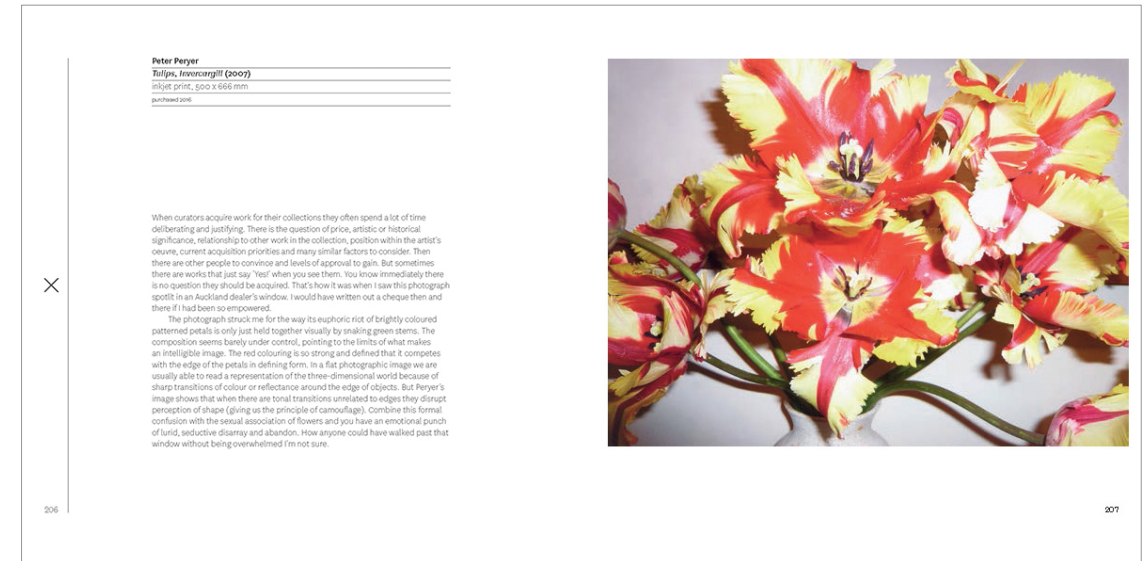 Peter Peryer
Tulips, Invercargill (2007)
inkjet print, 500 x 666 mm
purchased 2016
When curators acquire work for their collections they often spend a lot of time
deliberating and justifying. There is the question of price, artistic or historical
significance, relationship to other work in the collection, position within the artist's
oeuvre, current acquisition priorities and many similar factors to consider. Then
there are other people to convince and levels of approval to gain. But sometimes
there are works that just say 'Yes!' when you see them. You know immediately there
is no question they should be acquired. That's how it was when I saw this photograph
spotlit in an Auckland dealer's window. I would have written out a cheque then and
there if I had been so empowered.
The photograph struck me for the way its euphoric riot of brightly coloured
patterned petals is only just held together visually by snaking green stems. The
composition seems barely under control, pointing to the limits of what makes
an intelligible image. The red colouring is so strong and defined that it competes
with the edge of the petals in defining form. In a flat photographic image we are
usually able to read a representation of the three-dimensional world because of
sharp transitions of colour or reflectance around the edge of objects. But Peryer's
image shows that when there are tonal transitions unrelated to edges they disrupt
perception of shape (giving us the principle of camouflage). Combine this formal
confusion with the sexual association of flowers and you have an emotional punch
of lurid, seductive disarray and abandon. How anyone could have walked past that
window without being overwhelmed I'm not sure.
206
207